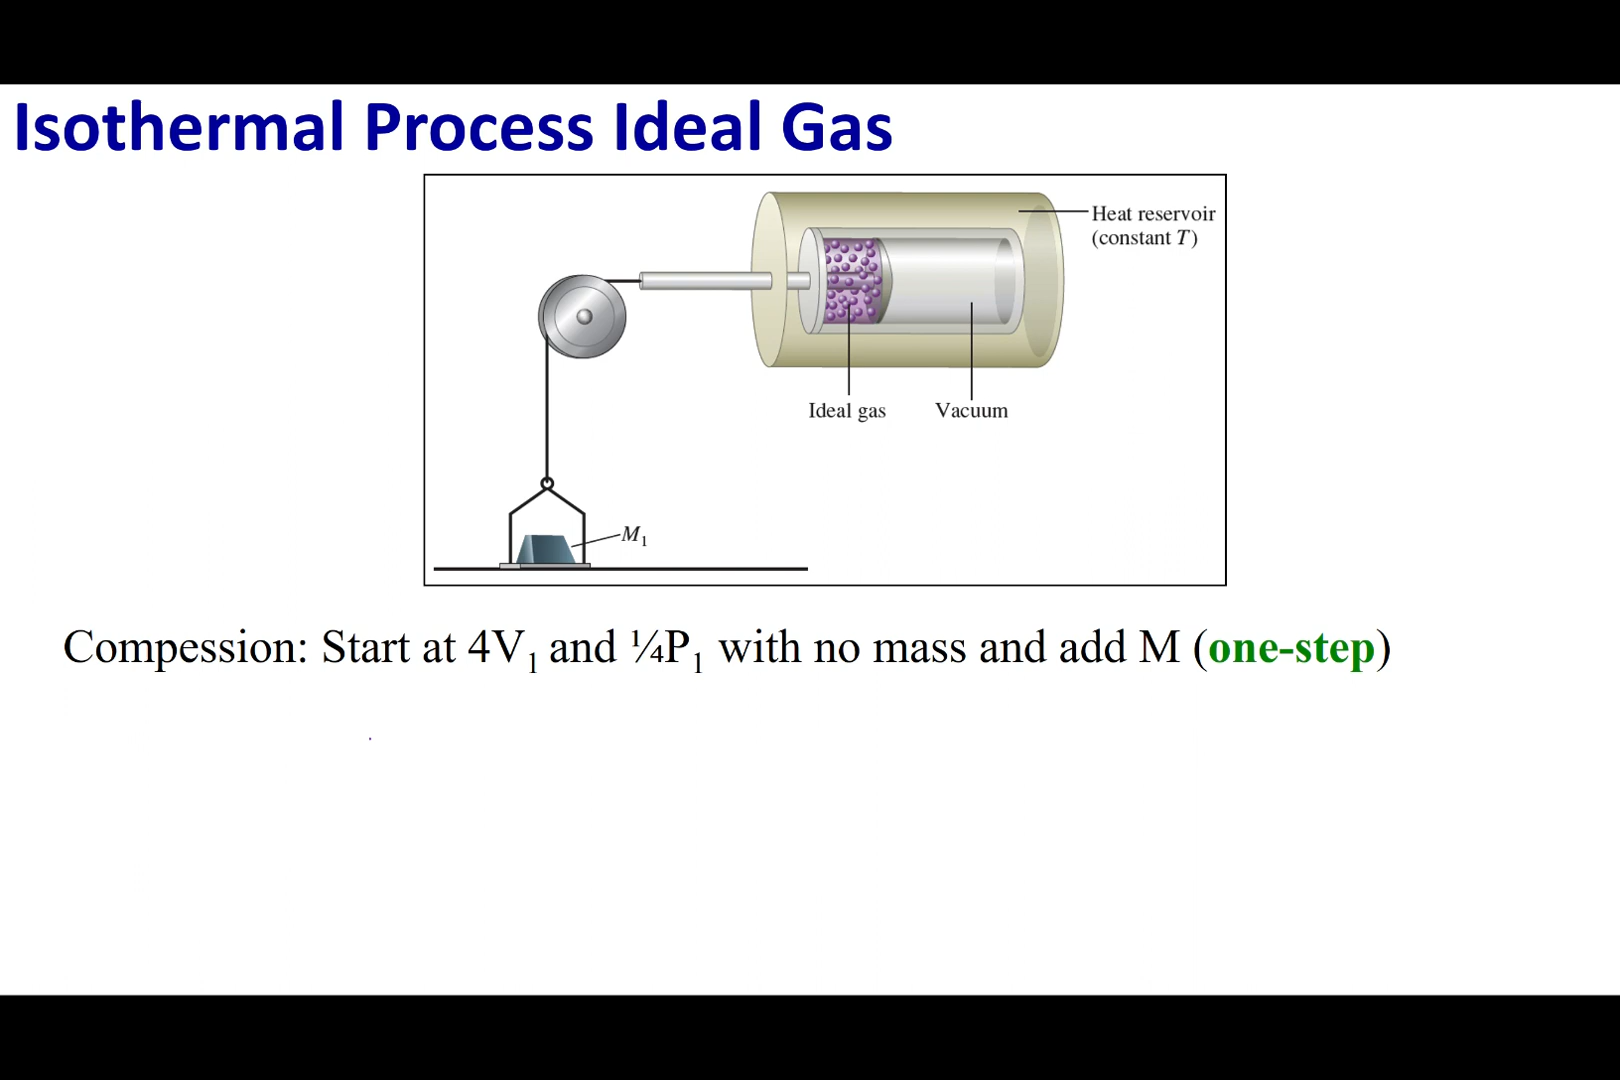 Isothermal Process Ideal Gas
Heat reservoir
(constant T)
Ideal gas
Vacuum
M₁
Compession: Start at 4V₁ and ¼P₁ with no mass and add M (one-step)